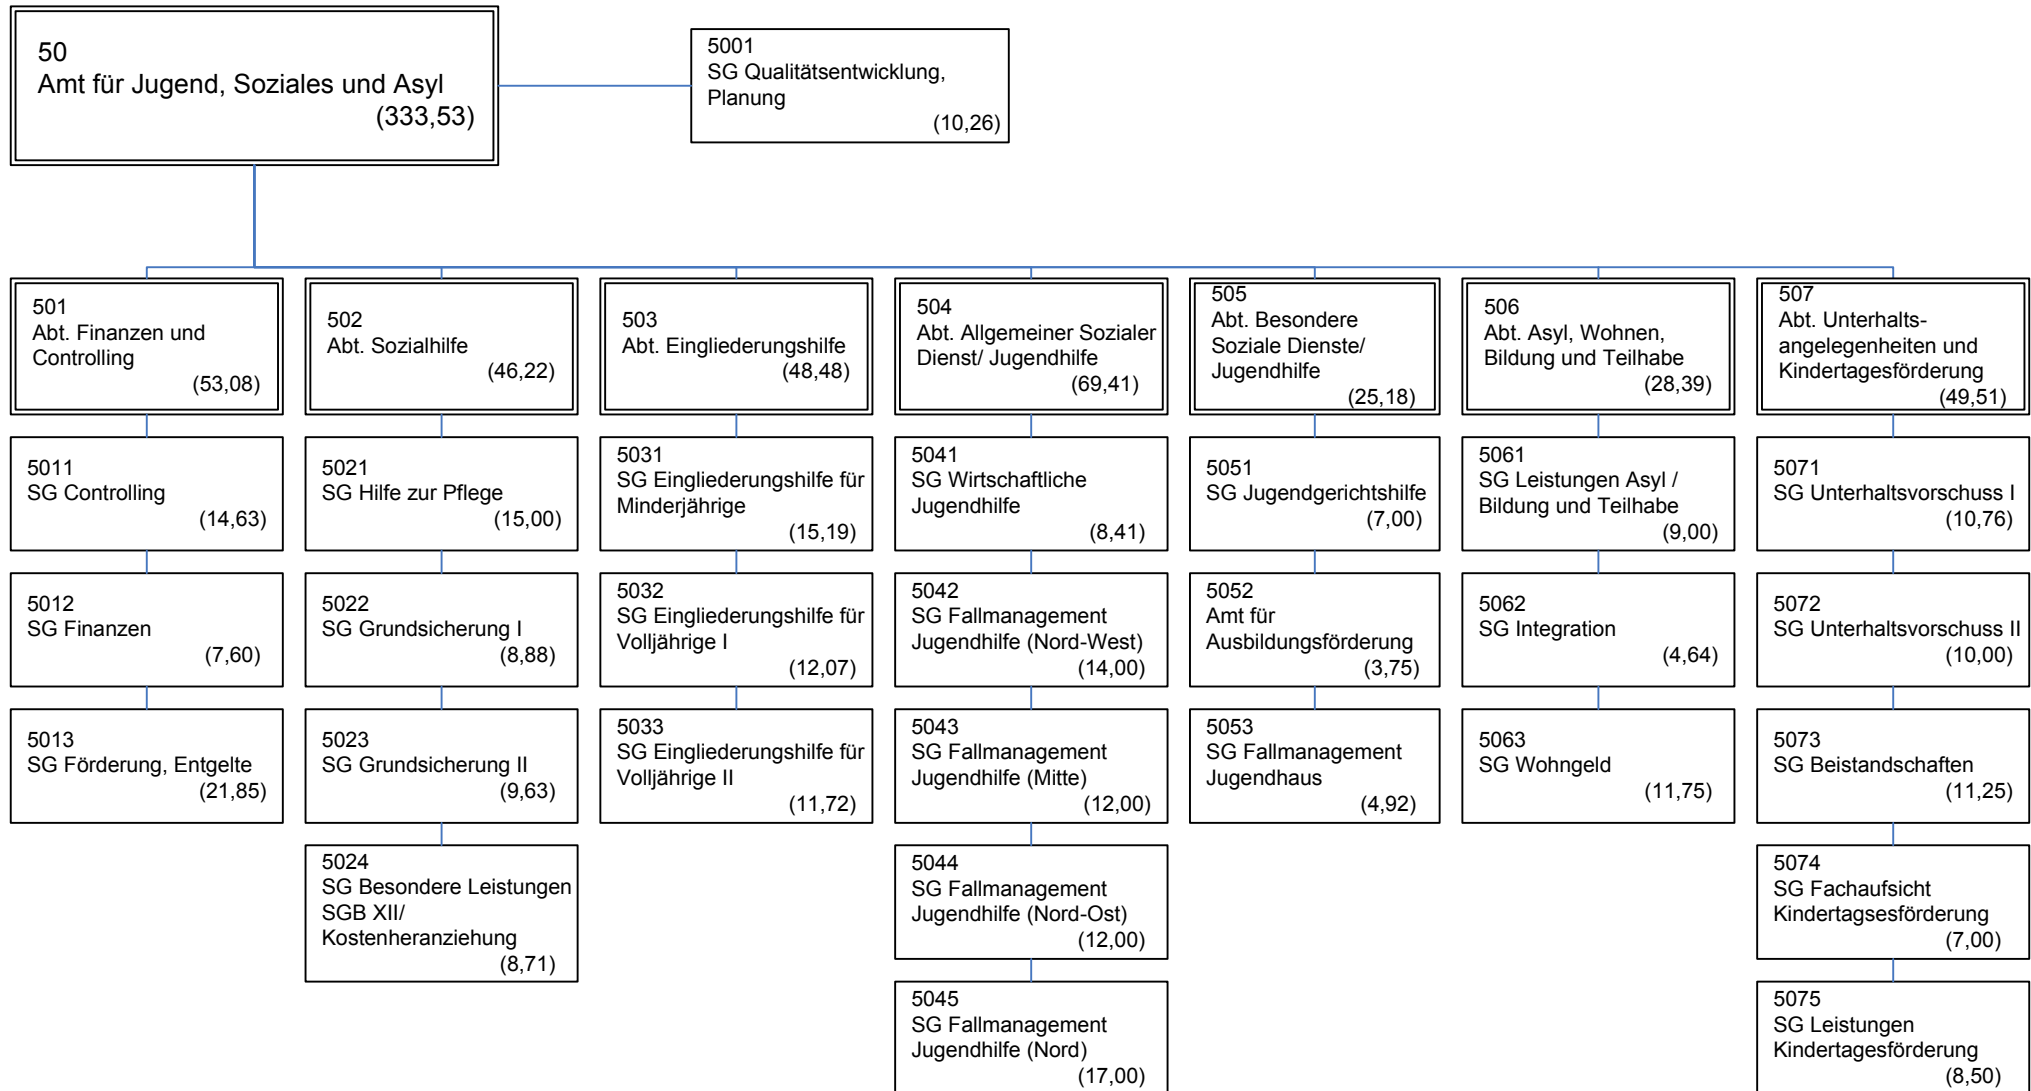 50
Amt für Jugend, Soziales und Asyl
(333,53)
5001
SG Qualitätsentwicklung,
Planung
(10,26)
501
Abt. Finanzen und
Controlling
(53,08)
502
Abt. Sozialhilfe
(46,22)
503
Abt. Eingliederungshilfe
(48,48)
504
Abt. Allgemeiner Sozialer
Dienst/ Jugendhilfe
(69,41)
505
Abt. Besondere
Soziale Dienste/
Jugendhilfe
(25,18)
506
Abt. Asyl, Wohnen,
Bildung und Teilhabe
(28,39)
507
Abt. Unterhalts-
angelegenheiten und
Kindertagesförderung
(49,51)
5011
SG Controlling
(14,63)
5021
SG Hilfe zur Pflege
(15,00)
5031
SG Eingliederungshilfe für
Minderjährige
(15,19)
5041
SG Wirtschaftliche
Jugendhilfe
(8,41)
5051
SG Jugendgerichtshilfe
(7,00)
5061
SG Leistungen Asyl /
Bildung und Teilhabe
(9,00)
5071
SG Unterhaltsvorschuss I
(10,76)
5012
SG Finanzen
(7,60)
5022
SG Grundsicherung I
(8,88)
5032
SG Eingliederungshilfe für
Volljährige I
(12,07)
5042
SG Fallmanagement
Jugendhilfe (Nord-West)
(14,00)
5052
Amt für
Ausbildungsförderung
(3,75)
5062
SG Integration
(4,64)
5072
SG Unterhaltsvorschuss II
(10,00)
5013
SG Förderung, Entgelte
(21,85)
5023
SG Grundsicherung II
(9,63)
5033
SG Eingliederungshilfe für
Volljährige II
(11,72)
5043
SG Fallmanagement
Jugendhilfe (Mitte)
(12,00)
5053
SG Fallmanagement
Jugendhaus
(4,92)
5063
SG Wohngeld
(11,75)
5073
SG Beistandschaften
(11,25)
5024
SG Besondere Leistungen
SGB XII/
Kostenheranziehung
(8,71)
5044
SG Fallmanagement
Jugendhilfe (Nord-Ost)
(12,00)
5074
SG Fachaufsicht
Kindertagsesförderung
(7,00)
5045
SG Fallmanagement
Jugendhilfe (Nord)
(17,00)
5075
SG Leistungen
Kindertagesförderung
(8,50)